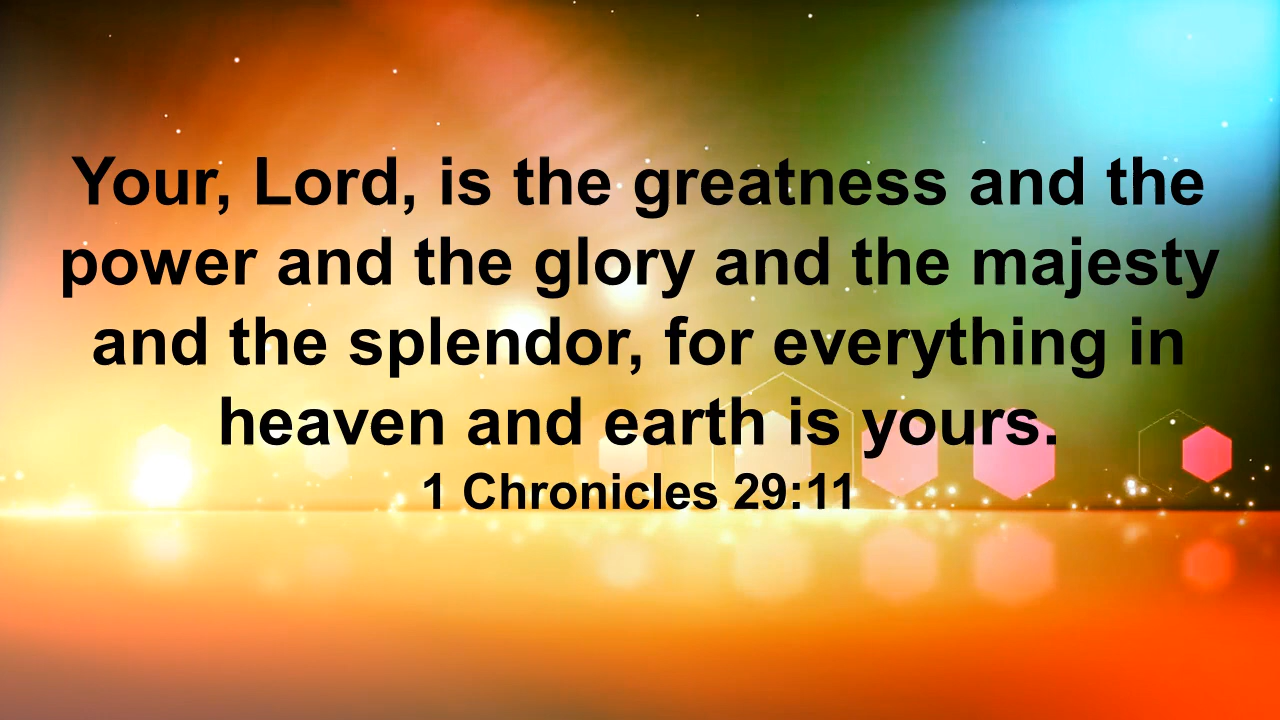 Your, Lord, is the greatness and the
power and the glory and the majesty
and the splendor, for everything in
heaven and earth is yours.
1 Chronicles 29:11